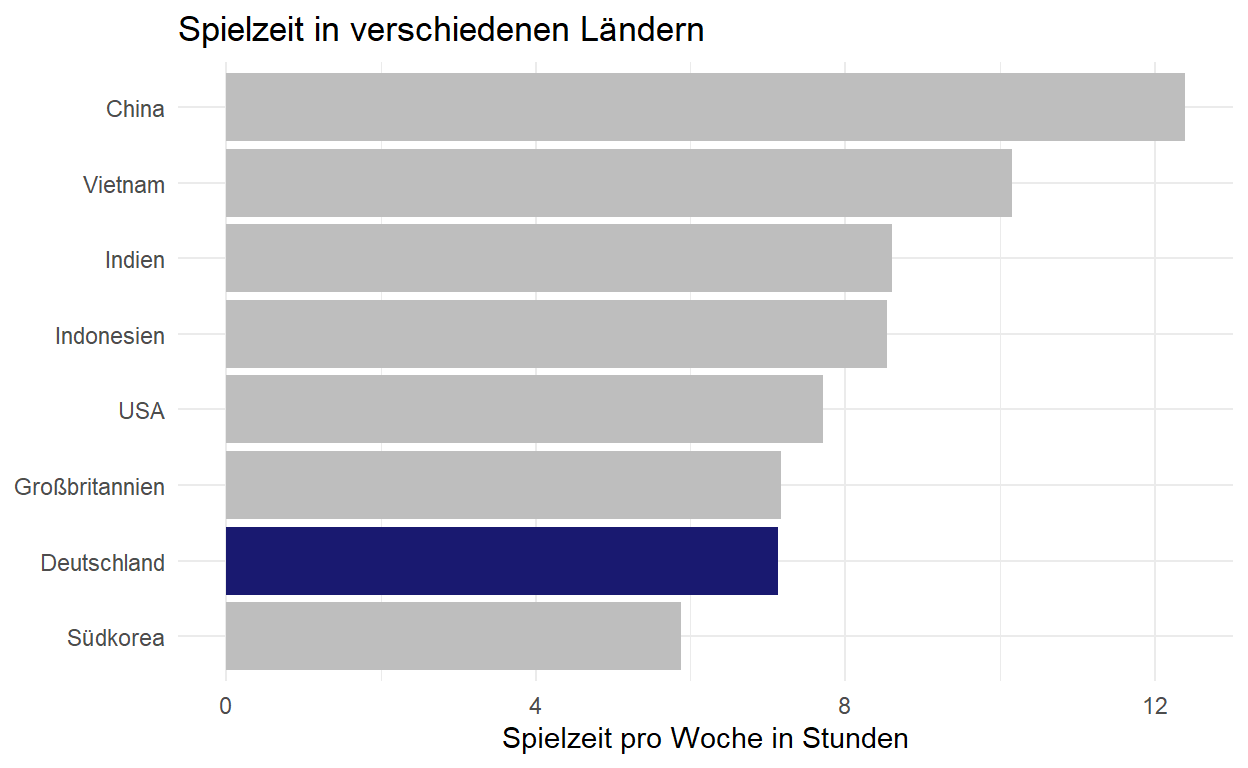 Spielzeit in verschiedenen Ländern
China
Vietnam
Indien
Indonesien
USA
Großbritannien
Deutschland
Südkorea
0 4 8 12
Spielzeit pro Woche in Stunden